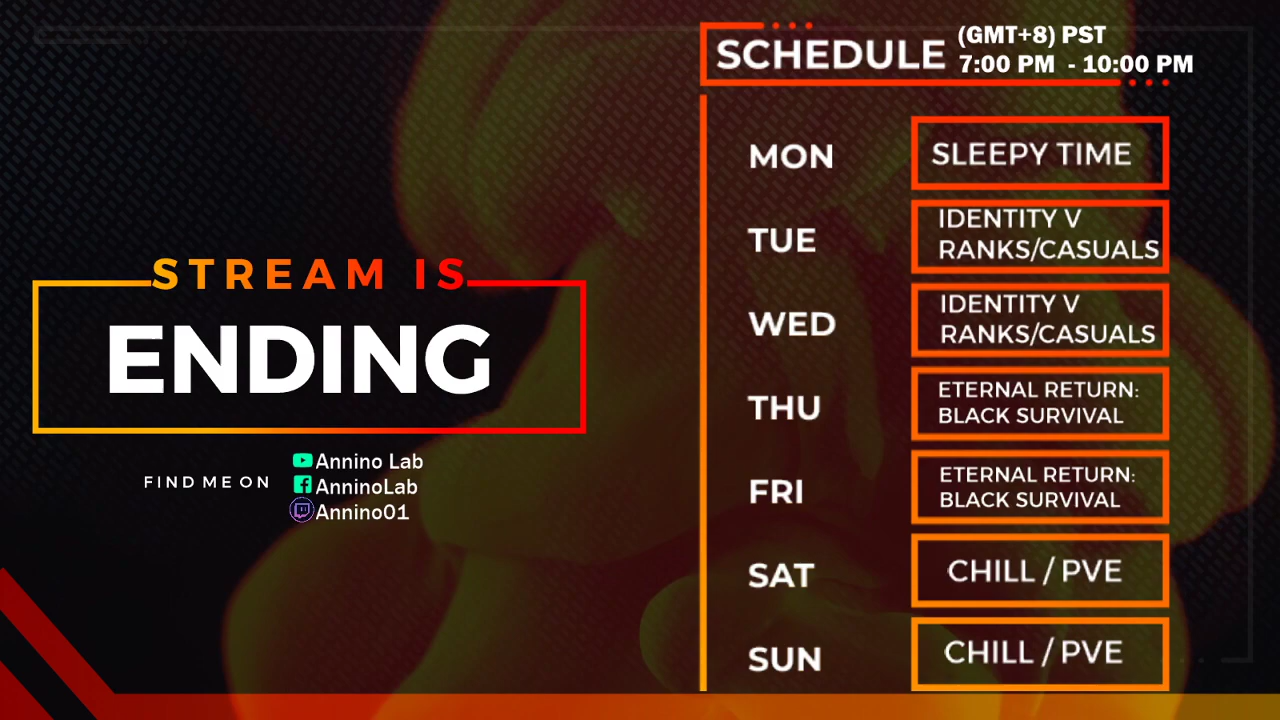 STREAM IS
ENDING
FIND ME ON
Annino Lab
AnninoLab
Annino01
SCHEDULE
(GMT+8) PST
7:00 PM - 10:00 PM
MON
SLEEPY TIME
TUE
IDENTITY V
RANKS/CASUALS
WED
IDENTITY V
RANKS/CASUALS
THU
ETERNAL RETURN:
BLACK SURVIVAL
FRI
ETERNAL RETURN:
BLACK SURVIVAL
SAT
CHILL / PVE
SUN
CHILL / PVE